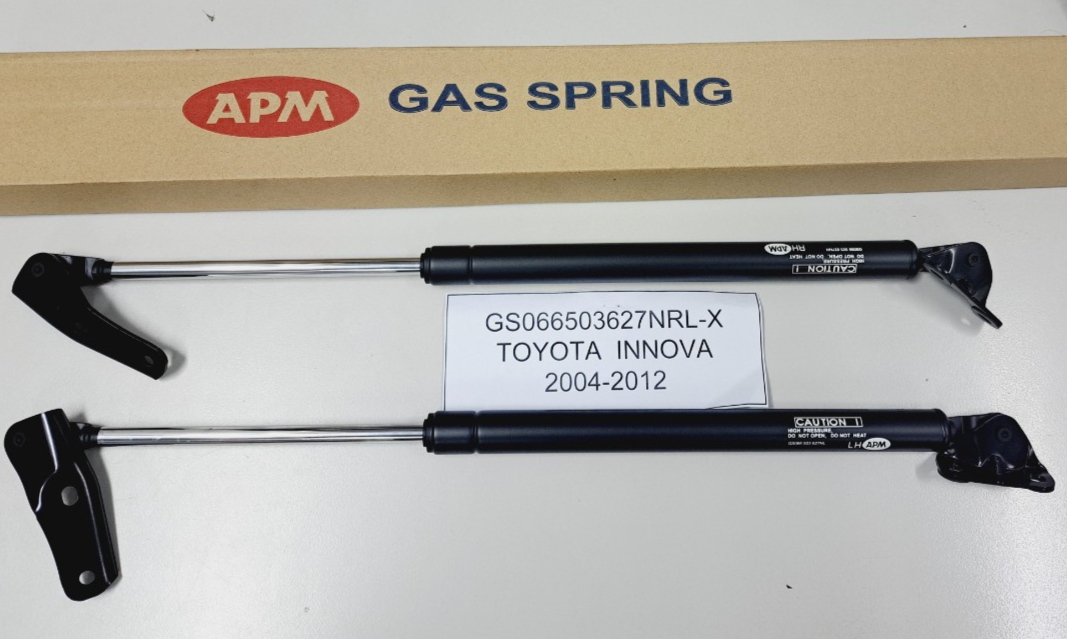 APM GAS SPRING
RH APM
HIGH PRESSURE,
DO NOT OPEN, DO NOT HEAT
CAUTION !
GS066503627NRL-X
TOYOTA INNOVA
2004-2012
CAUTION !
HIGH PRESSURE,
DO NOT OPEN, DO NOT HEAT
LH APM